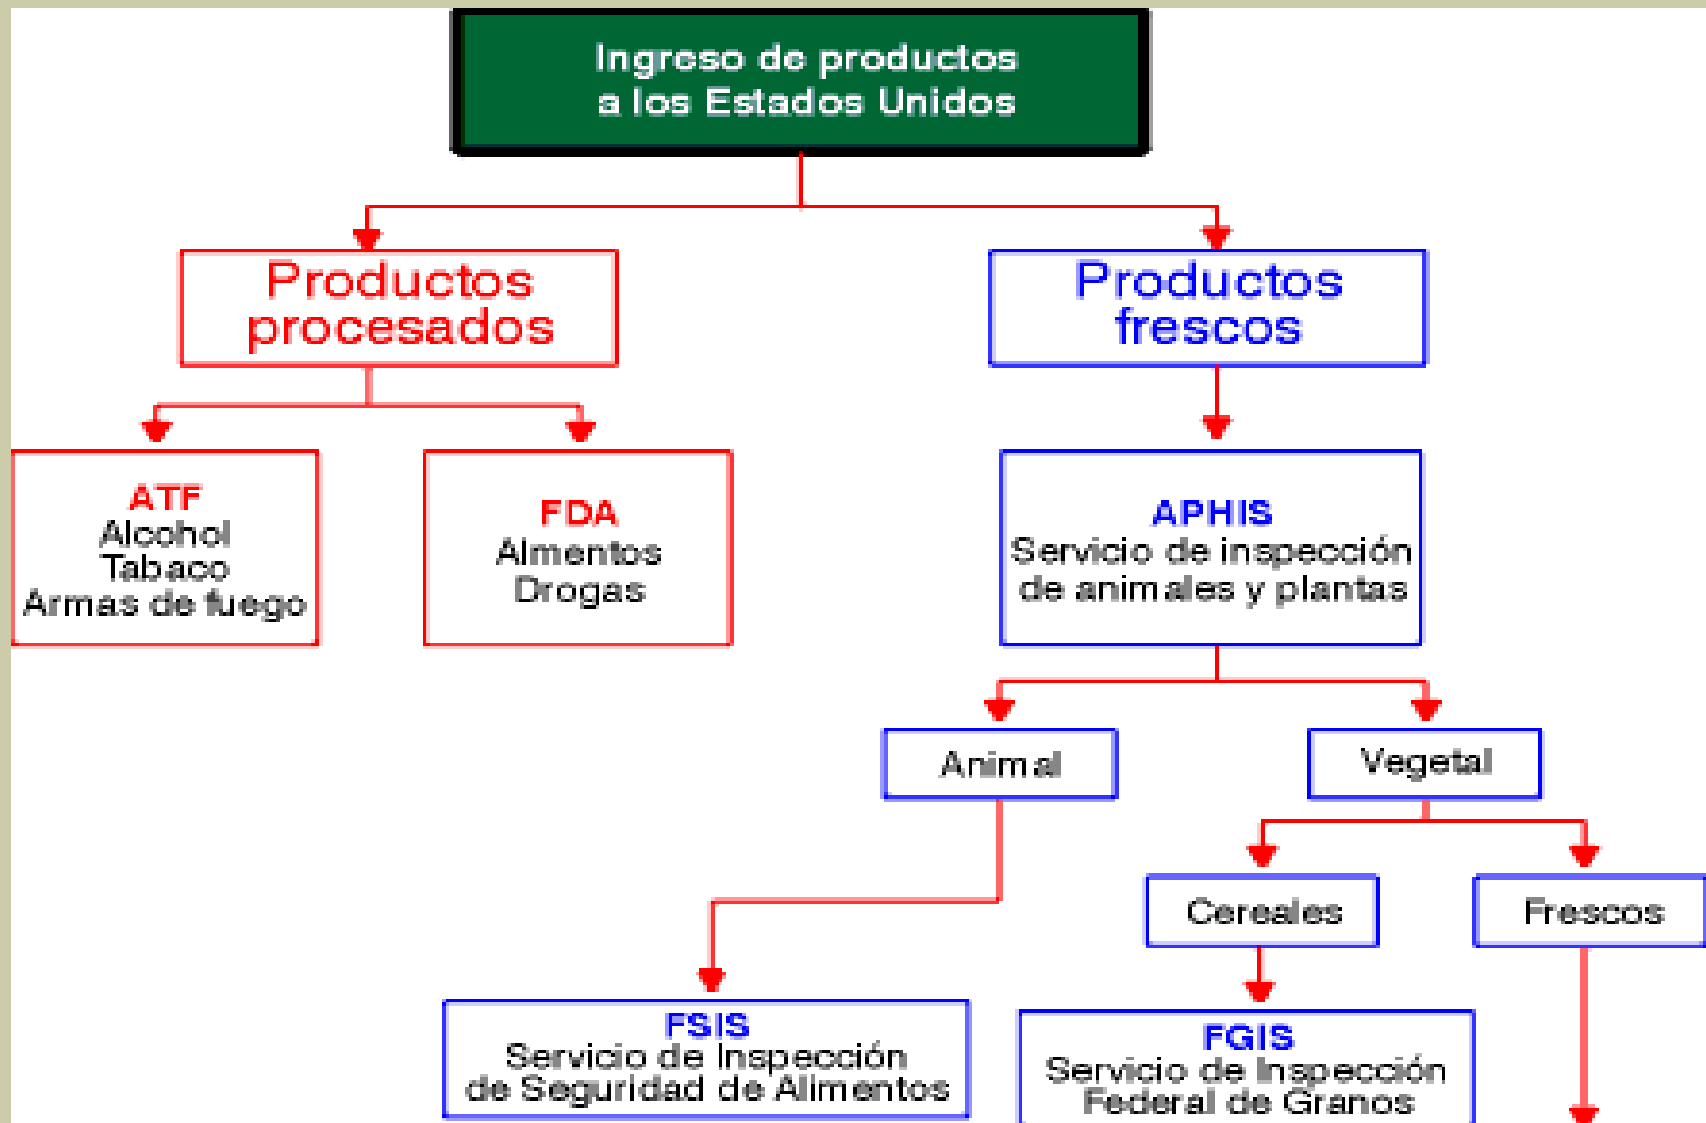 Ingreso de productos
a los Estados Unidos
Productos
procesados
Productos
frescos
ATF
Alcohol
Tabaco
Armas de fuego
FDA
Almentos
Drogas
APHIS
Servicio de inspección
de animales y plantas
Animal
Vegetal
Cereales
Frescos
FSIS
Servicio de Inspección
de Seguridad de Alimentos
FGIS
Servicio de Inspección
Federal de Granos